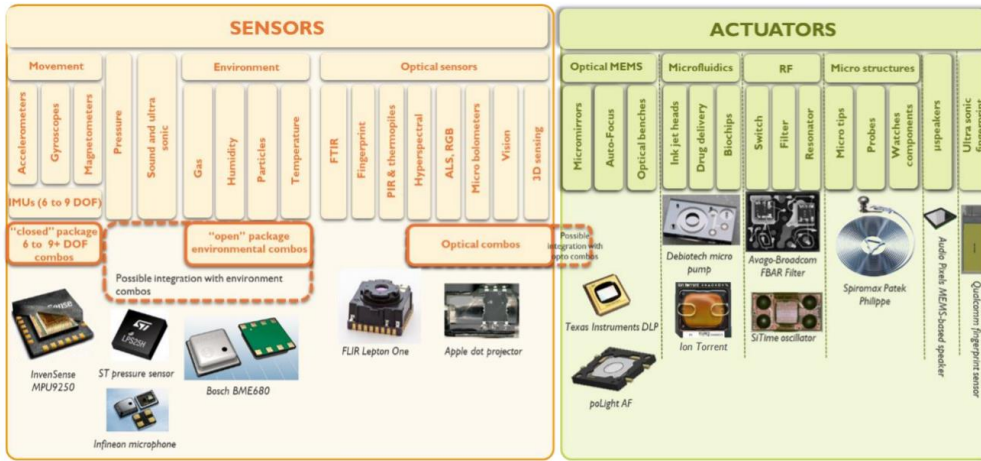 SENSORS
Movement
Environment
Optical sensors
Accelerometers
Gyroscopes
Magnetometers
Pressure
Sound and ultra
sonic
Gas
Humidity
Particles
Temperature
FTIR
Fingerprint
PIR & thermopiles
Hyperspectral
ALS, RGB
Micro bolometers
Vision
3D sensing
IMUs (6 to 9 DOF)
"closed" package
6 to 9+ DOF
combos
"open" package
environmental combos
Optical combos
Possible
integration with
opto combos
Possible integration with environment
combos
InvenSense
MPU9250
ST
LPS25H
ST pressure sensor
Infineon microphone
Bosch BME680
FLIR Lepton One
Apple dot projector
ACTUATORS
Optical MEMS
Microfluidics
RF
Micro structures
Micromirrors
Auto-Focus
Optical benches
Ink jet heads
Drug delivery
Biochips
Switch
Filter
Resonator
Micro tips
Probes
Watches
components
µspeakers
Ultra sonic
Texas Instruments DLP
poLight AF
Debiotech micro
pump
Ion Torrent
Avago-Broadcom
FBAR Filter
SiTime oscillator
Spiromax Patek
Philippe
Audio Pixels MEMS-based speaker
Qualcomm fingerprint sensor